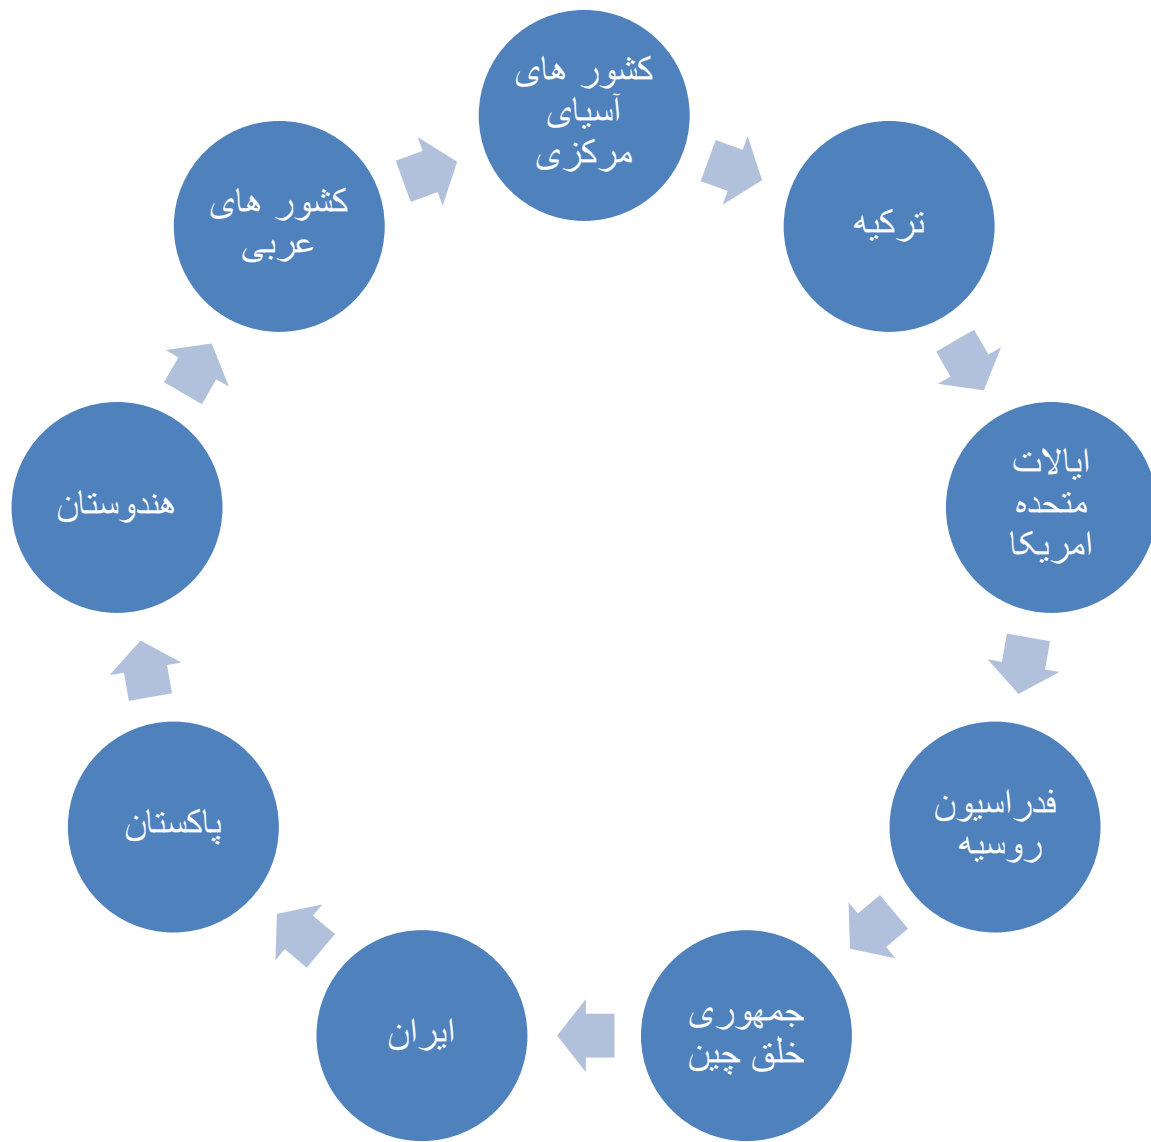 کشور های
آسیای
مرکزی
ترکیه
ایالات
متحده
امریکا
فدراسیون
روسیه
جمهوری
خلق چین
ایران
پاکستان
هندوستان
کشور های
عربی